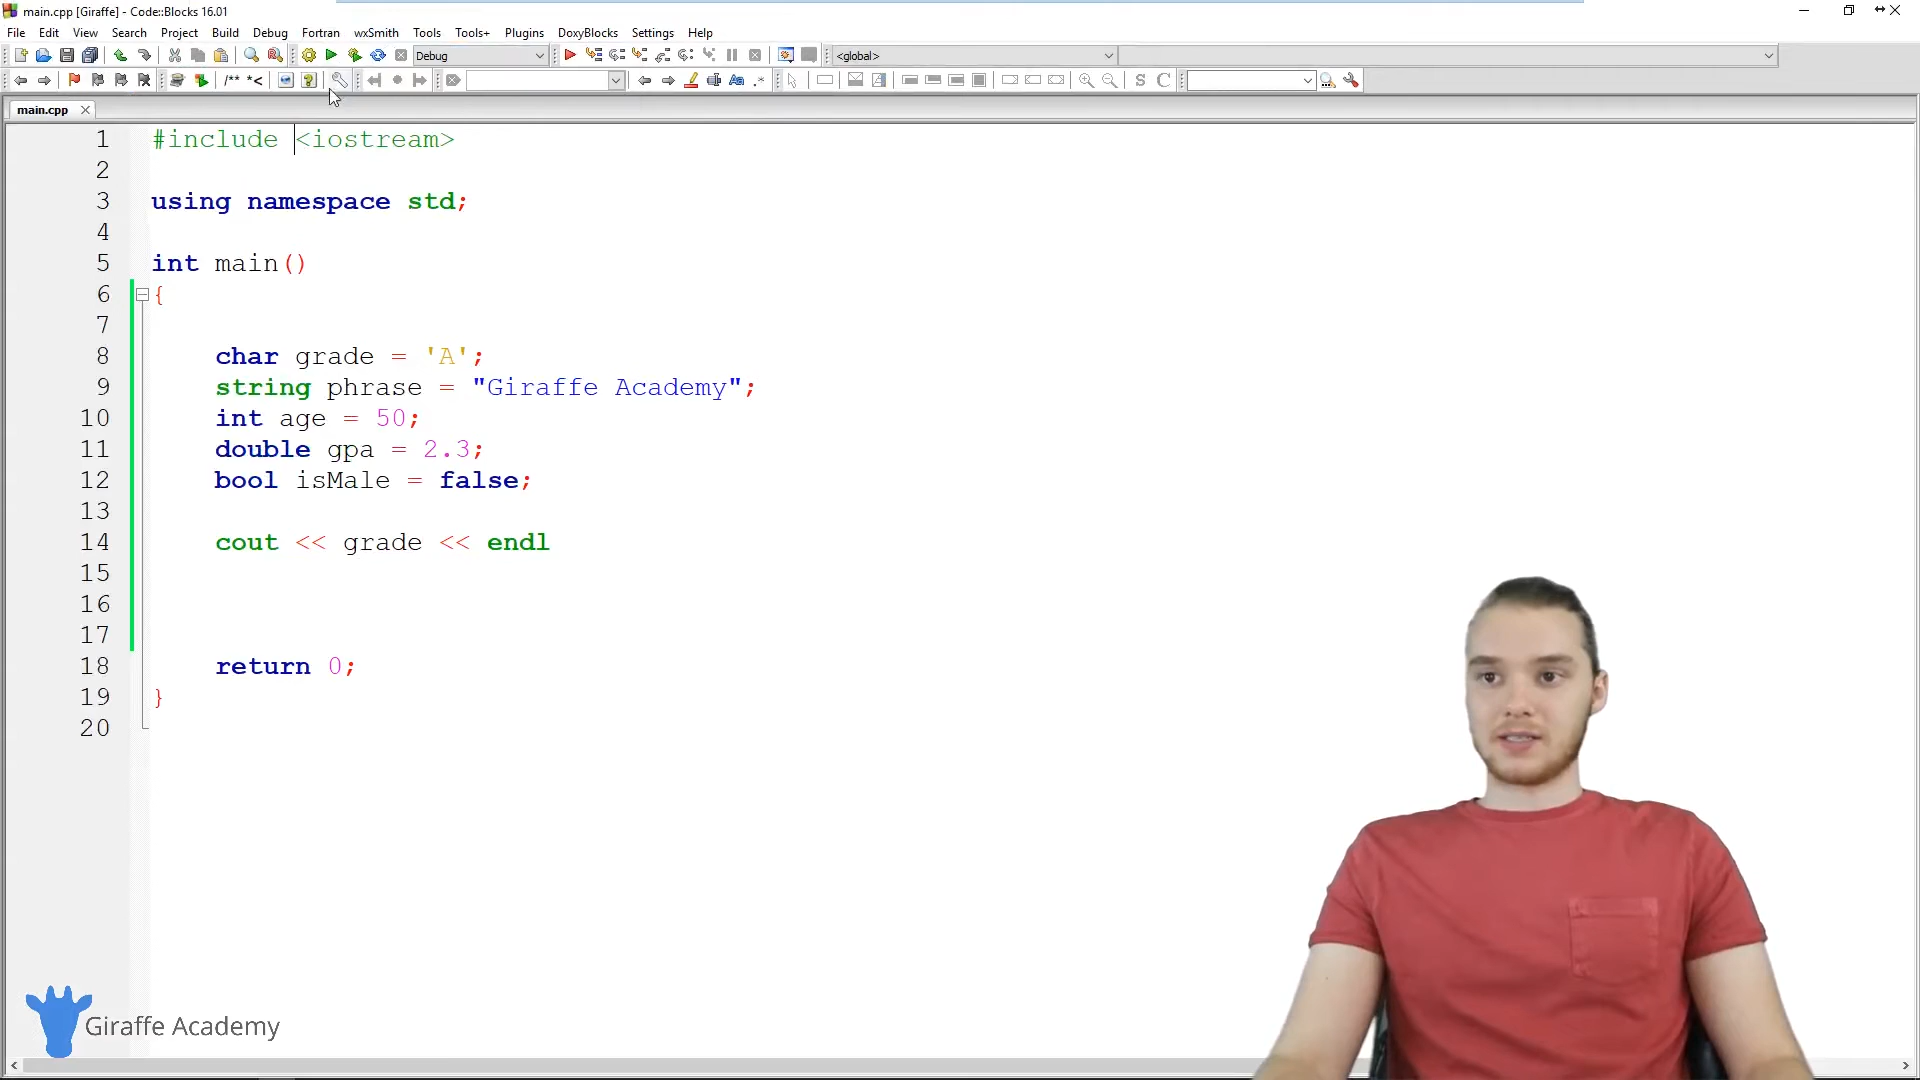 main.cpp [Giraffe] - Code::Blocks 16.01
File Edit View Search Project Build Debug Fortran wxSmith Tools Tools+ Plugins DoxyBlocks Settings Help
Debug <global>
/** *< Aa .* S C
main.cpp
1 #include <iostream>
2
3 using namespace std;
4
5 int main()
6 {
7
8 char grade = 'A';
9 string phrase = "Giraffe Academy";
10 int age = 50;
11 double gpa = 2.3;
12 bool isMale = false;
13
14 cout << grade << endl
15
16
17
18 return 0;
19 }
20
Giraffe Academy